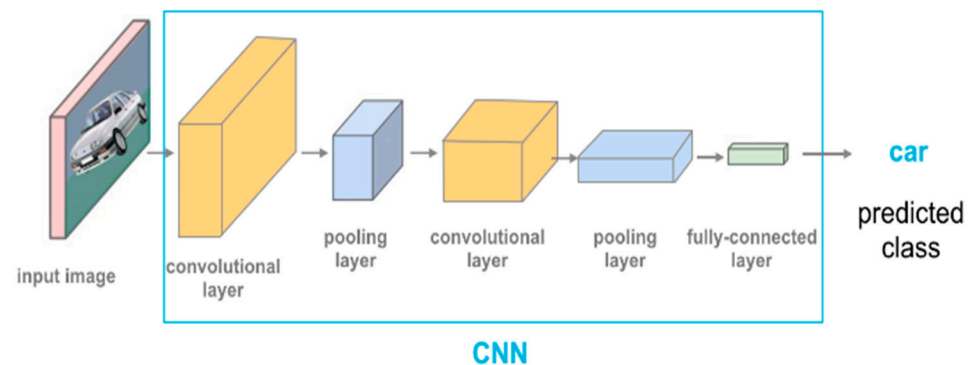 input image
convolutional
layer
pooling
layer
convolutional
layer
pooling
layer
fully-connected
layer
car
predicted
class
CNN